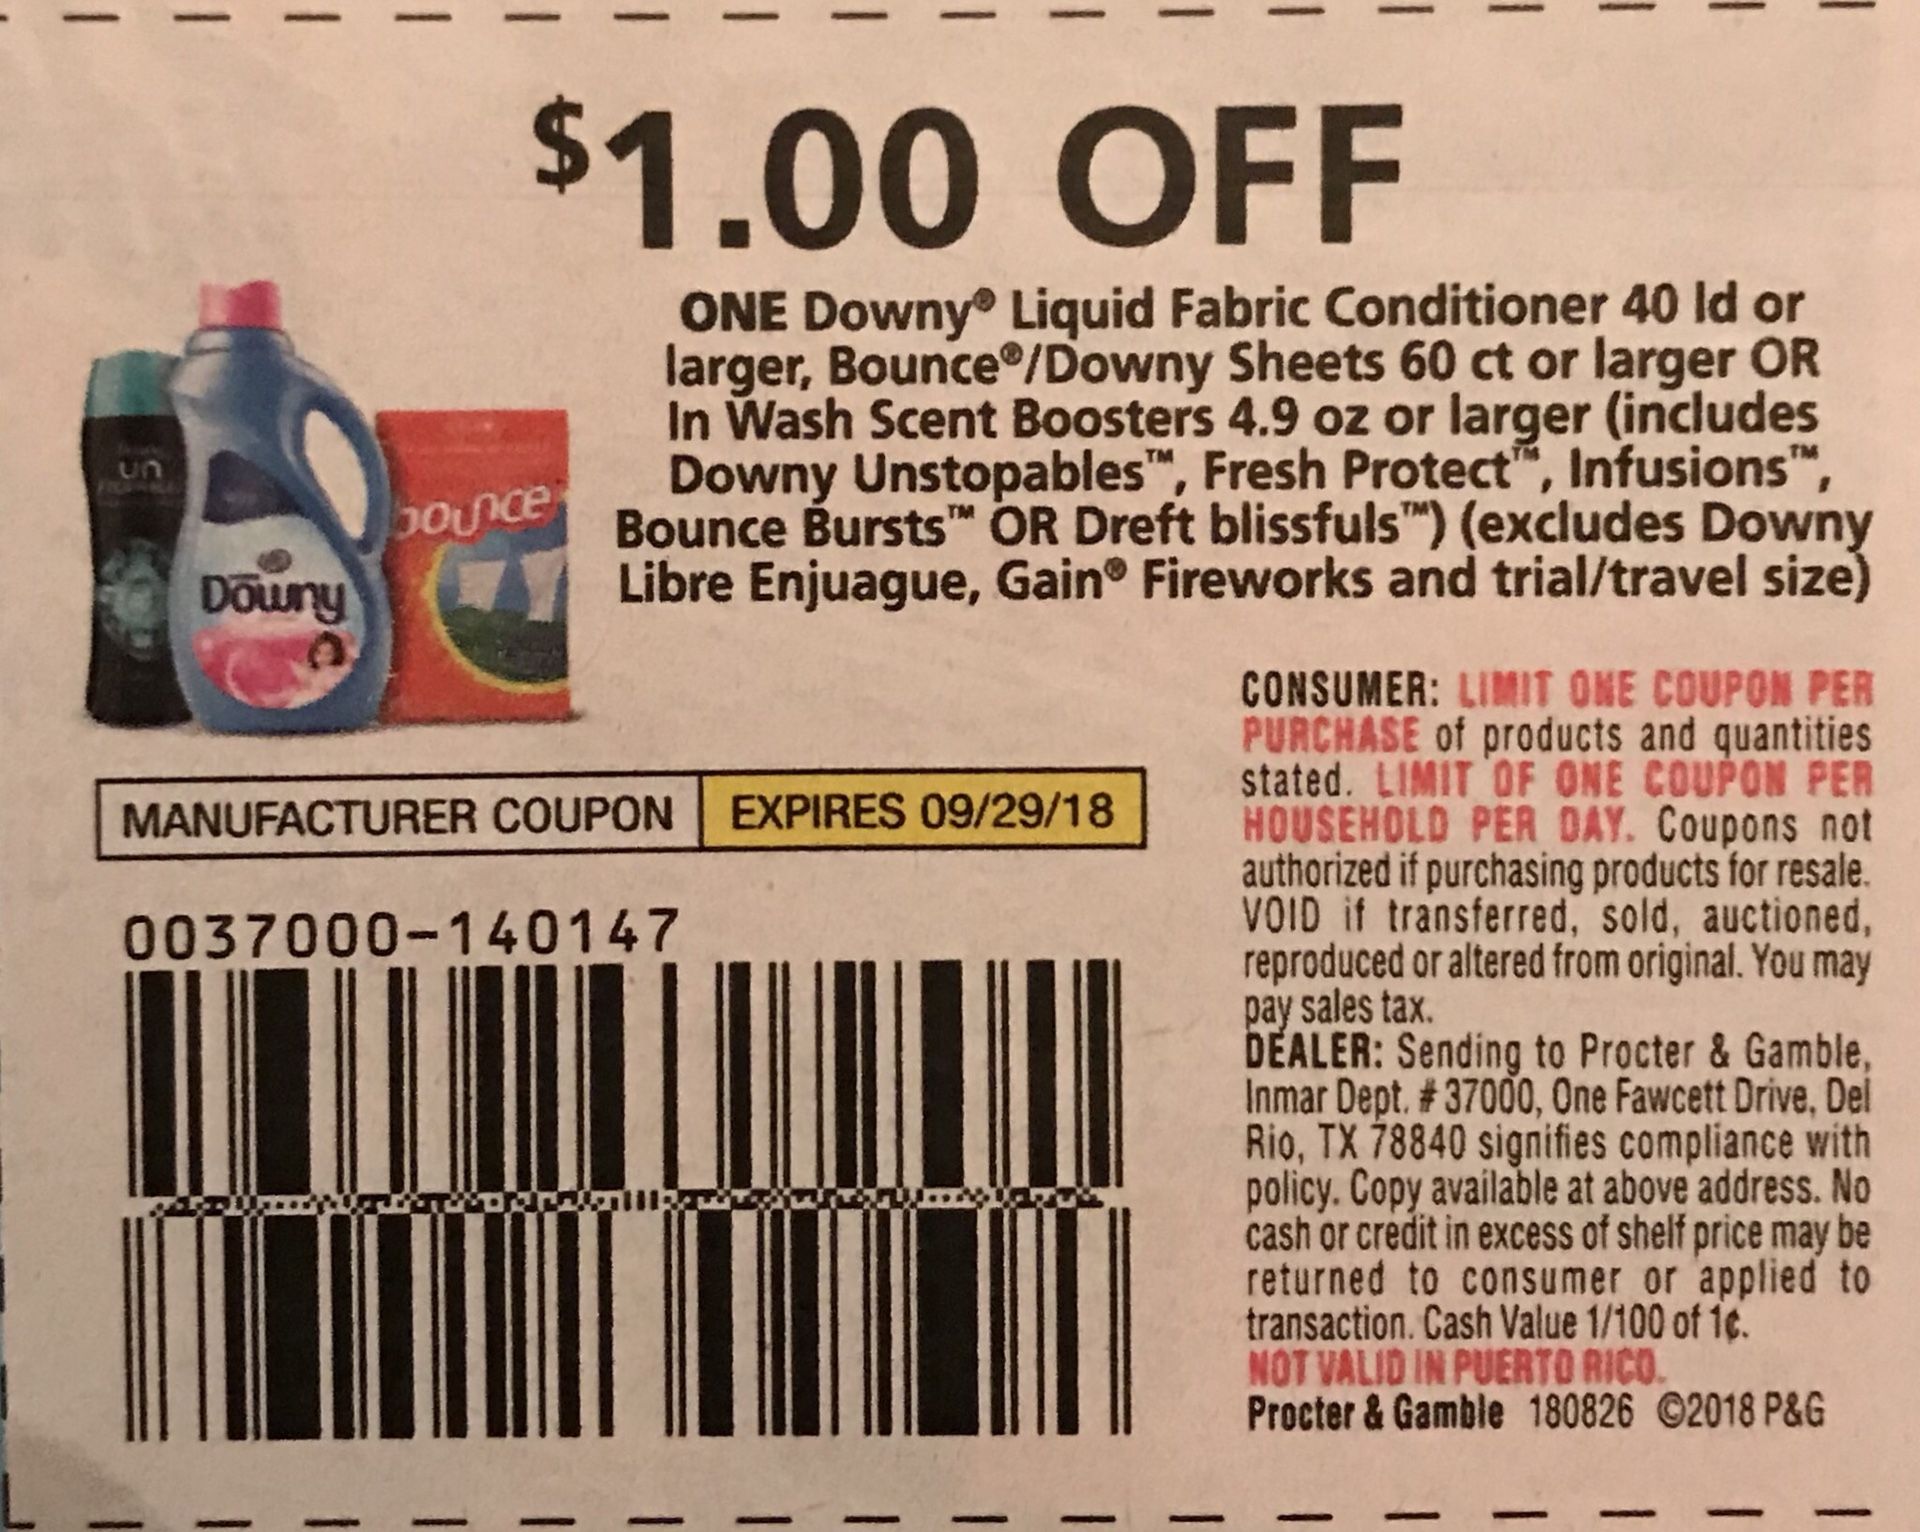 $1.00 OFF
ONE Downy® Liquid Fabric Conditioner 40 ld or
larger, Bounce®/Downy Sheets 60 ct or larger OR
In Wash Scent Boosters 4.9 oz or larger (includes
Downy Unstopables™, Fresh Protect™, Infusions™,
Bounce Bursts™ OR Dreft blissfuls™) (excludes Downy
Libre Enjuague, Gain® Fireworks and trial/travel size)
un
Downy
bounce
MANUFACTURER COUPON
EXPIRES 09/29/18
0037000-140147
CONSUMER: LIMIT ONE COUPON PER
PURCHASE of products and quantities
stated. LIMIT OF ONE COUPON PER
HOUSEHOLD PER DAY. Coupons not
authorized if purchasing products for resale.
VOID if transferred, sold, auctioned,
reproduced or altered from original. You may
pay sales tax.
DEALER: Sending to Procter & Gamble,
Inmar Dept. # 37000, One Fawcett Drive, Del
Rio, TX 78840 signifies compliance with
policy. Copy available at above address. No
cash or credit in excess of shelf price may be
returned to consumer or applied to
transaction. Cash Value 1/100 of 1¢.
NOT VALID IN PUERTO RICO.
Procter & Gamble 180826 ©2018 P&G